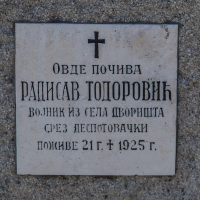 ОВДЕ ПОЧИВА
РАДИСАВ ТОДОРОВИЋ
ВОЈНИК ИЗ СЕЛА ДВОРИШТА
СРЕЗ ДЕСПОТОВАЧКИ
ПОЖИВЕ 21 Г. † 1925 Г.